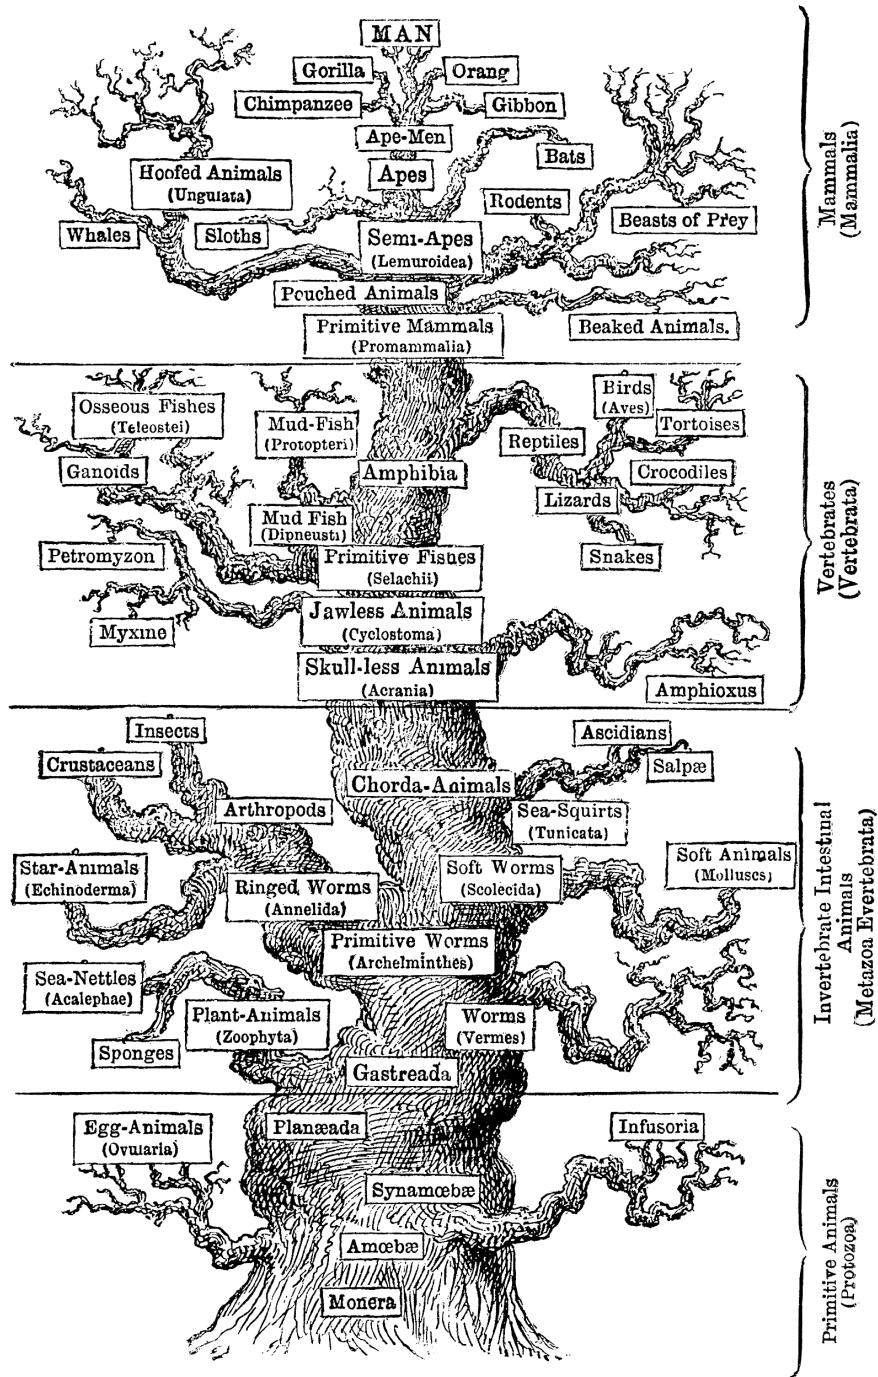 MAN
Gorilla
Orang
Chimpanzee
Gibbon
Ape-Men
Bats
Apes
Hoofed Animals
(Ungulata)
Rodents
Beasts of Prey
Whales
Sloths
Semi-Apes
(Lemuroidea)
Pouched Animals
Primitive Mammals
(Promammalia)
Beaked Animals.
Mammals
(Mammalia)
Osseous Fishes
(Teleostei)
Mud-Fish
(Protopteri)
Birds
(Aves)
Tortoises
Reptiles
Ganoids
Amphibia
Crocodiles
Lizards
Mud Fish
(Dipneusti)
Petromyzon
Primitive Fishes
(Selachii)
Snakes
Jawless Animals
(Cyclostoma)
Myxine
Skull-less Animals
(Acrania)
Amphioxus
Vertebrates
(Vertebrata)
Insects
Ascidians
Crustaceans
Salpæ
Chorda-Animals
Arthropods
Sea-Squirts
(Tunicata)
Star-Animals
(Echinoderma)
Ringed Worms
(Annelida)
Soft Worms
(Scolecida)
Soft Animals
(Molluscs)
Primitive Worms
(Archelminthes)
Sea-Nettles
(Acalephae)
Plant-Animals
(Zoophyta)
Worms
(Vermes)
Sponges
Gastreada
Invertebrate Intestinal
Animals
(Metazoa Evertebrata)
Egg-Animals
(Ovularia)
Planæada
Infusoria
Synamœbæ
Amœbæ
Monera
Primitive Animals
(Protozoa)